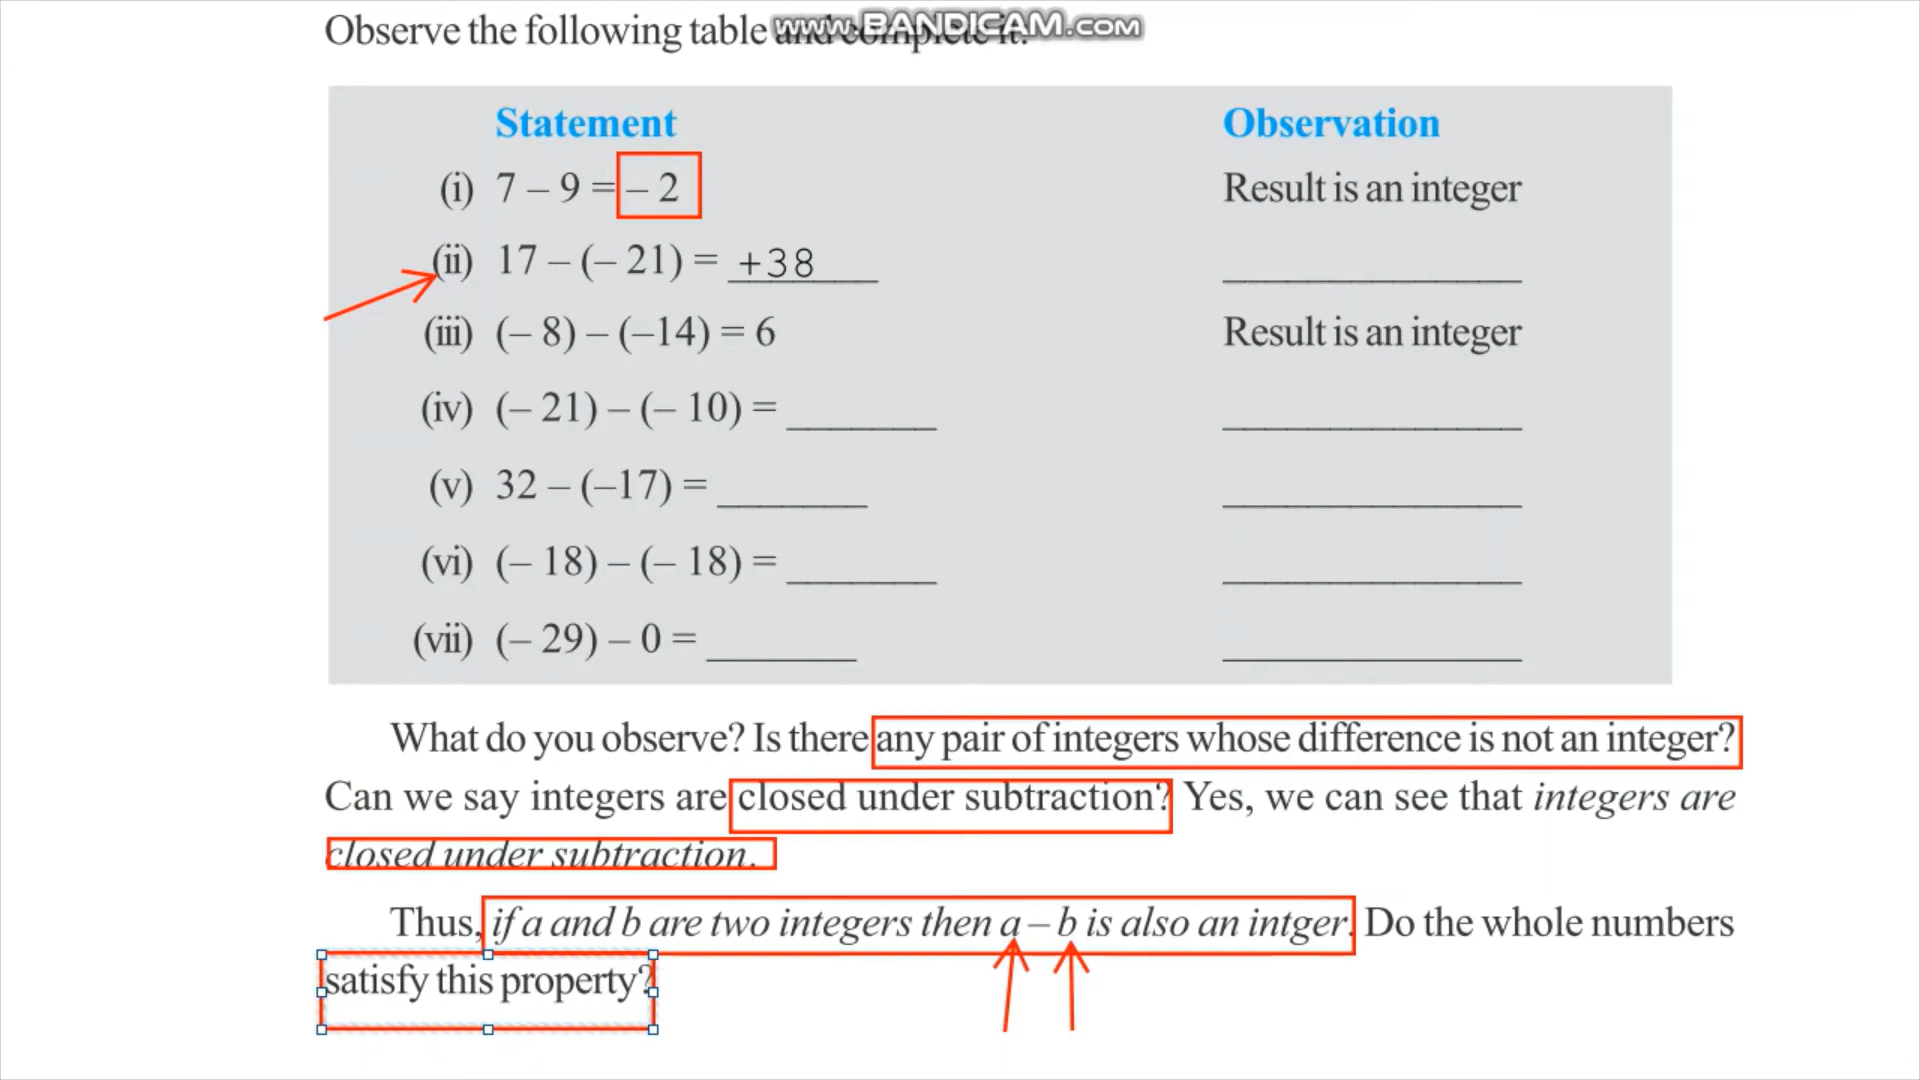 Observe the following table and complete it.
www.BANDICAM.com
Statement Observation
(i) 7 – 9 = – 2 Result is an integer
(ii) 17 – (– 21) = +38
(iii) (– 8) – (–14) = 6 Result is an integer
(iv) (– 21) – (– 10) =
(v) 32 – (–17) =
(vi) (– 18) – (– 18) =
(vii) (– 29) – 0 =
What do you observe? Is there any pair of integers whose difference is not an integer?
Can we say integers are closed under subtraction? Yes, we can see that integers are
closed under subtraction.
Thus, if a and b are two integers then a – b is also an intger. Do the whole numbers
satisfy this property?